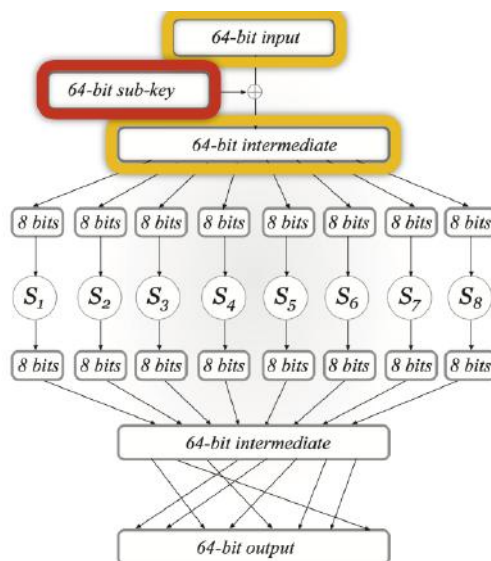 64-bit input
64-bit sub-key
64-bit intermediate
8 bits 8 bits 8 bits 8 bits 8 bits 8 bits 8 bits 8 bits
S1 S2 S3 S4 S5 S6 S7 S8
8 bits 8 bits 8 bits 8 bits 8 bits 8 bits 8 bits 8 bits
64-bit intermediate
64-bit output